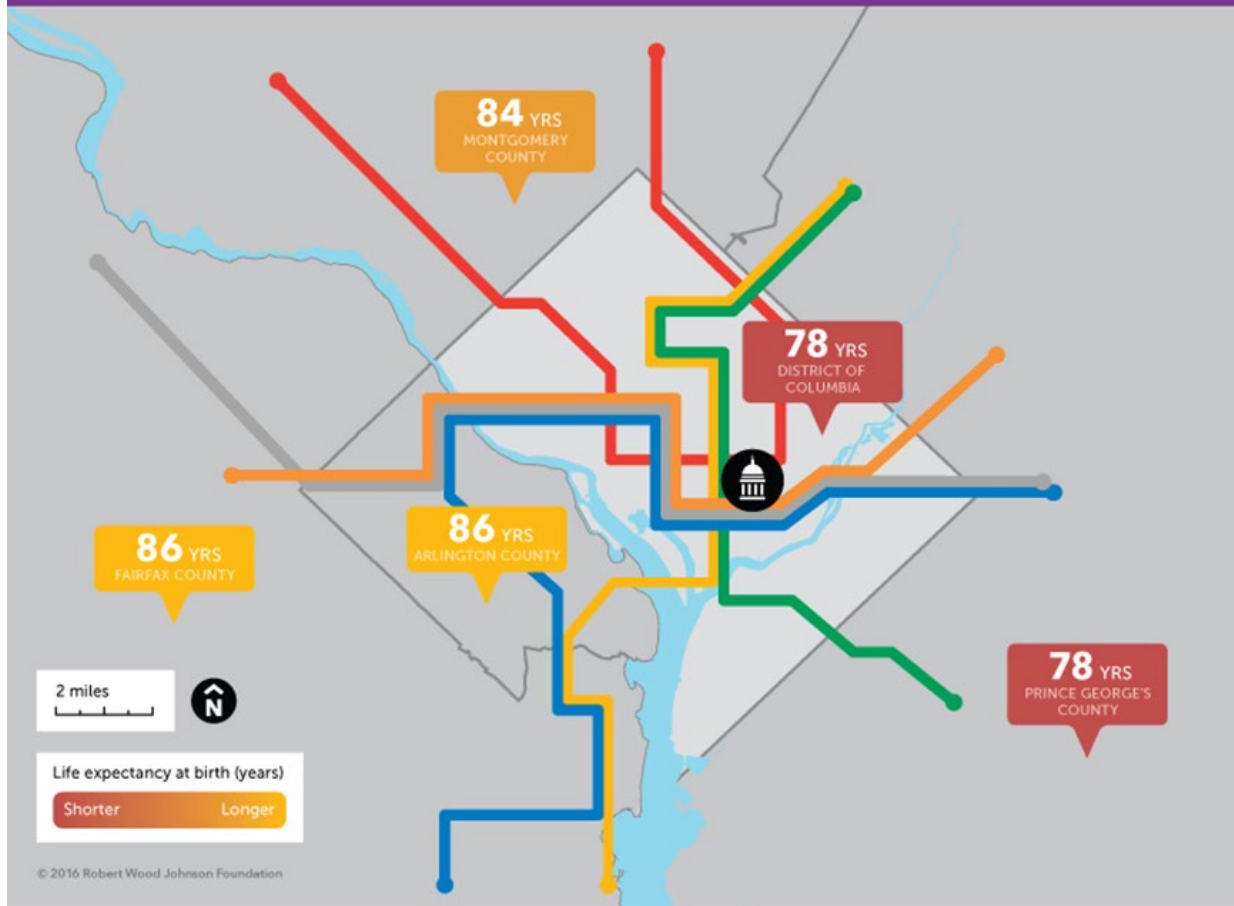 84 YRS
MONTGOMERY
COUNTY
78 YRS
DISTRICT OF
COLUMBIA
86 YRS
FAIRFAX COUNTY
86 YRS
ARLINGTON COUNTY
78 YRS
PRINCE GEORGE'S
COUNTY
2 miles
N
Life expectancy at birth (years)
Shorter Longer
© 2016 Robert Wood Johnson Foundation